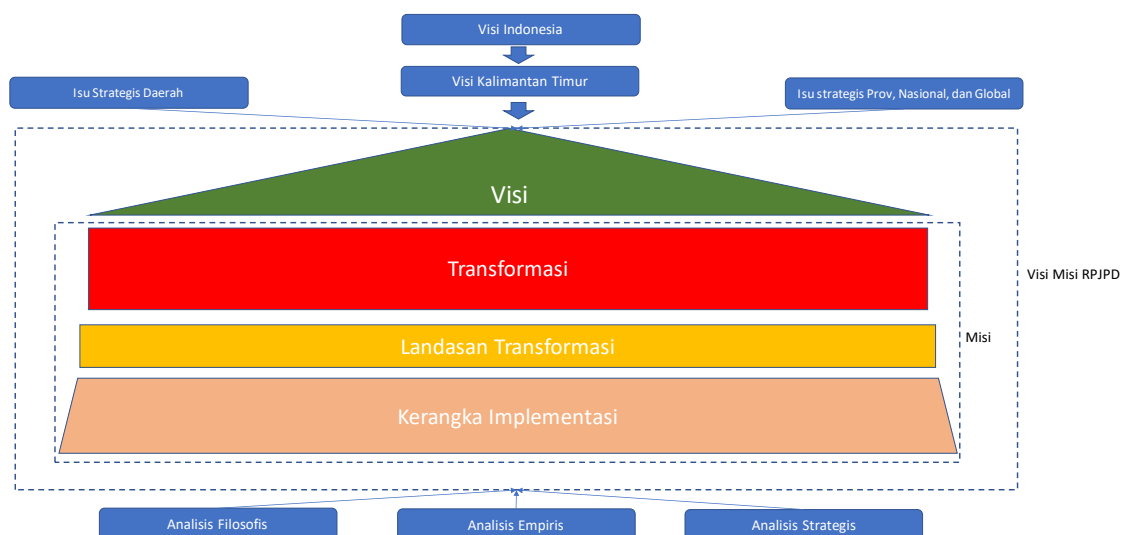 Visi Indonesia
Visi Kalimantan Timur
Isu Strategis Daerah
Isu strategis Prov, Nasional, dan Global
Visi
Transformasi
Visi Misi RPJPD
Misi
Landasan Transformasi
Kerangka Implementasi
Analisis Filosofis
Analisis Empiris
Analisis Strategis